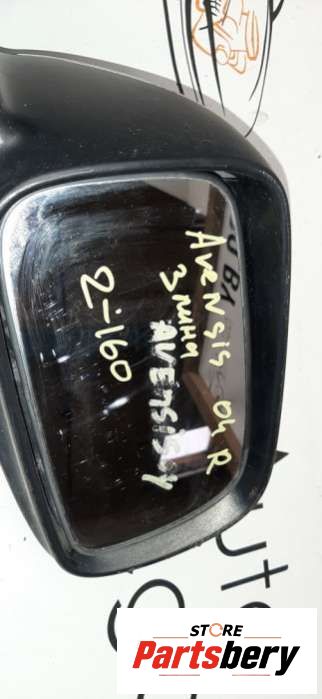 Avensis 04 R
3 пина
AVENSIS 04
2-160
STORE
Partsbery